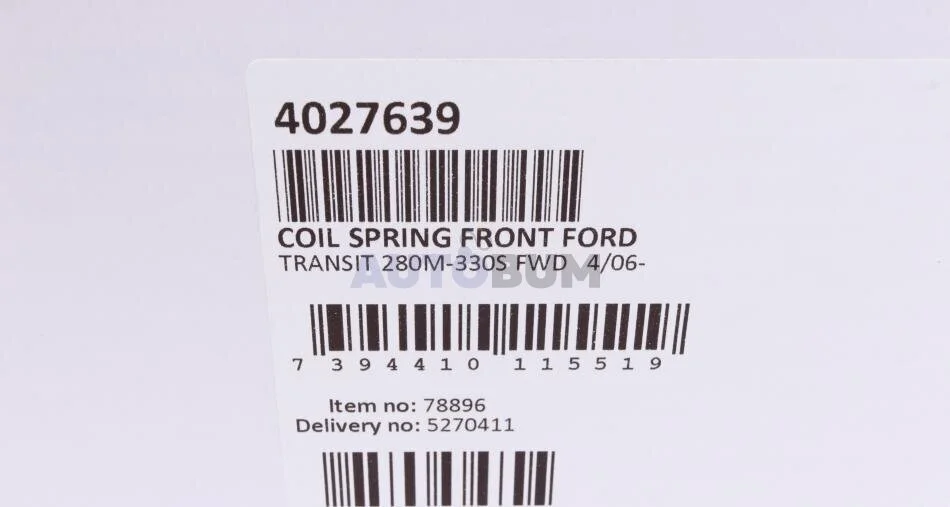 4027639
COIL SPRING FRONT FORD
TRANSIT 280M-330S FWD 4/06-
AUTOBUM
7 394410 115519
Item no: 78896
Delivery no: 5270411